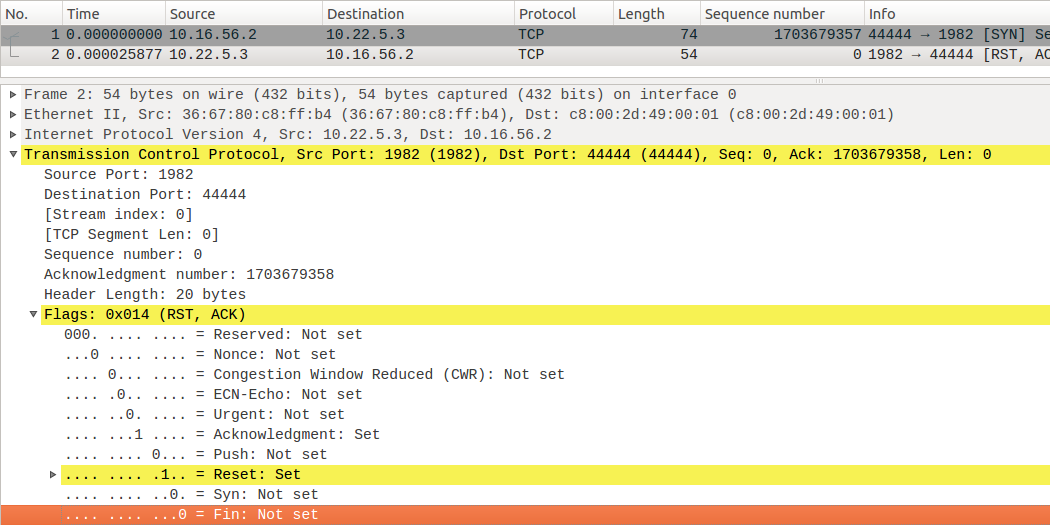 No. Time Source Destination Protocol Length Sequence number Info
1 0.000000000 10.16.56.2 10.22.5.3 TCP 74 1703679357 44444 → 1982 [SYN] Se
2 0.000025877 10.22.5.3 10.16.56.2 TCP 54 0 1982 → 44444 [RST, AC
Frame 2: 54 bytes on wire (432 bits), 54 bytes captured (432 bits) on interface 0
Ethernet II, Src: 36:67:80:c8:ff:b4 (36:67:80:c8:ff:b4), Dst: c8:00:2d:49:00:01 (c8:00:2d:49:00:01)
Internet Protocol Version 4, Src: 10.22.5.3, Dst: 10.16.56.2
Transmission Control Protocol, Src Port: 1982 (1982), Dst Port: 44444 (44444), Seq: 0, Ack: 1703679358, Len: 0
Source Port: 1982
Destination Port: 44444
[Stream index: 0]
[TCP Segment Len: 0]
Sequence number: 0
Acknowledgment number: 1703679358
Header Length: 20 bytes
Flags: 0x014 (RST, ACK)
000. .... .... = Reserved: Not set
...0 .... .... = Nonce: Not set
.... 0... .... = Congestion Window Reduced (CWR): Not set
.... .0.. .... = ECN-Echo: Not set
.... ..0. .... = Urgent: Not set
.... ...1 .... = Acknowledgment: Set
.... .... 0... = Push: Not set
.... .... .1.. = Reset: Set
.... .... ..0. = Syn: Not set
.... .... ...0 = Fin: Not set